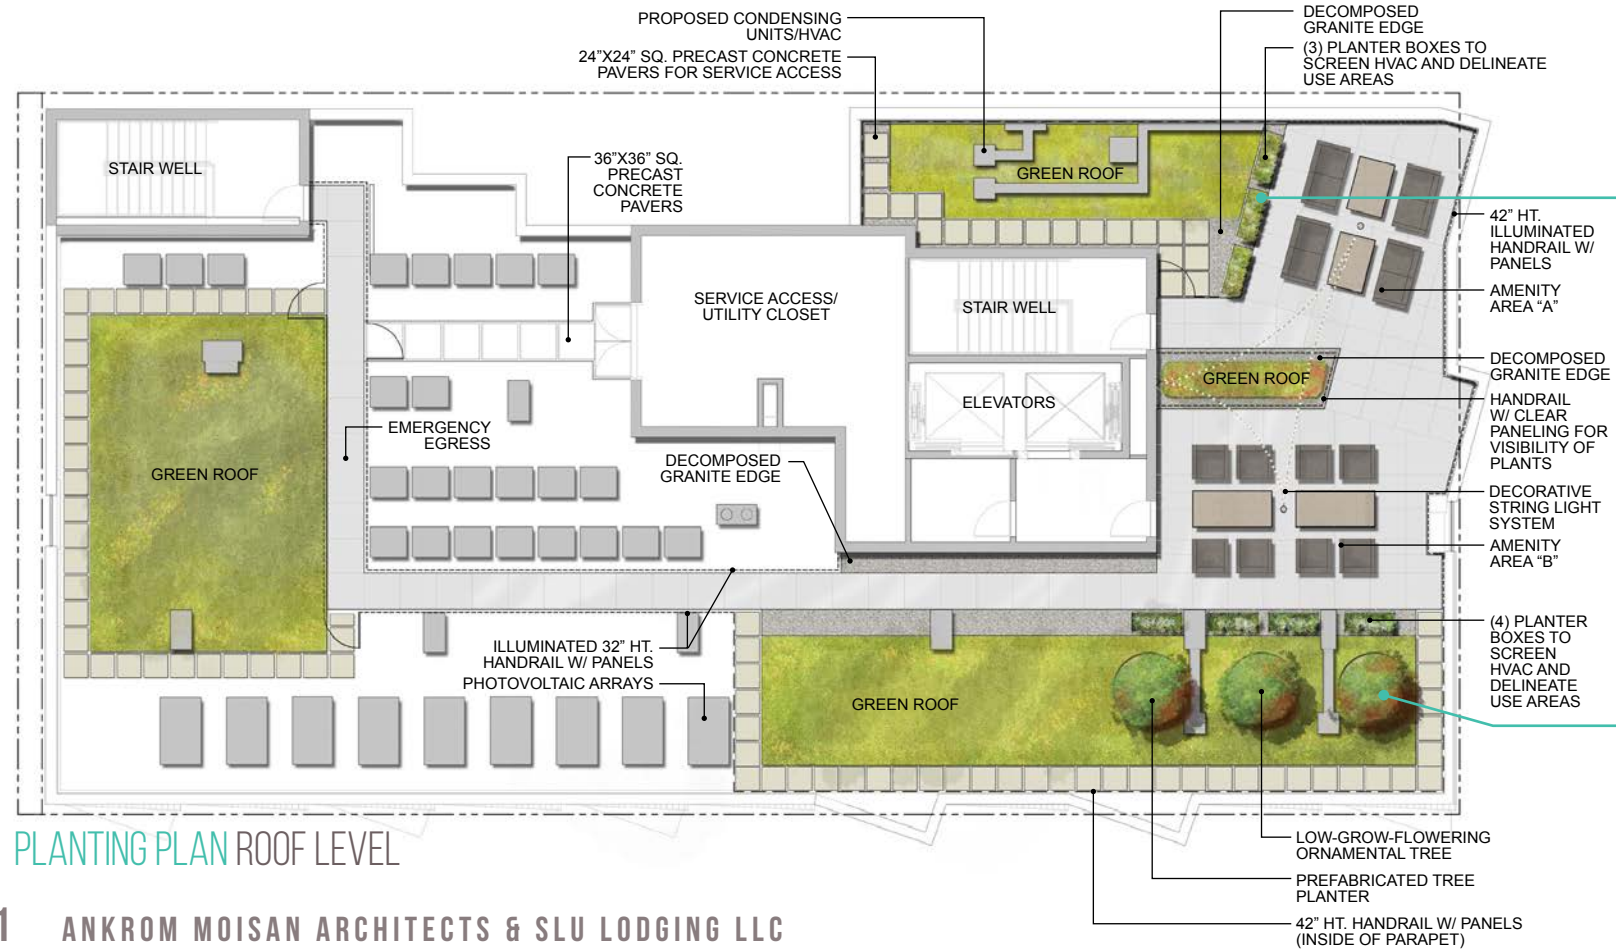 PROPOSED CONDENSING
UNITS/HVAC
24"X24" SQ. PRECAST CONCRETE
PAVERS FOR SERVICE ACCESS
DECOMPOSED
GRANITE EDGE
(3) PLANTER BOXES TO
SCREEN HVAC AND DELINEATE
USE AREAS
STAIR WELL
36"X36" SQ.
PRECAST
CONCRETE
PAVERS
GREEN ROOF
42" HT.
ILLUMINATED
HANDRAIL W/
PANELS
AMENITY
AREA “A”
SERVICE ACCESS/
UTILITY CLOSET
STAIR WELL
DECOMPOSED
GRANITE EDGE
GREEN ROOF
HANDRAIL
W/ CLEAR
PANELING FOR
VISIBILITY OF
PLANTS
ELEVATORS
EMERGENCY
EGRESS
GREEN ROOF
DECOMPOSED
GRANITE EDGE
DECORATIVE
STRING LIGHT
SYSTEM
AMENITY
AREA “B”
ILLUMINATED 32" HT.
HANDRAIL W/ PANELS
PHOTOVOLTAIC ARRAYS
GREEN ROOF
(4) PLANTER
BOXES TO
SCREEN
HVAC AND
DELINEATE
USE AREAS
LOW-GROW-FLOWERING
ORNAMENTAL TREE
PREFABRICATED TREE
PLANTER
42" HT. HANDRAIL W/ PANELS
(INSIDE OF PARAPET)
PLANTING PLAN ROOF LEVEL
1 ANKROM MOISAN ARCHITECTS & SLU LODGING LLC